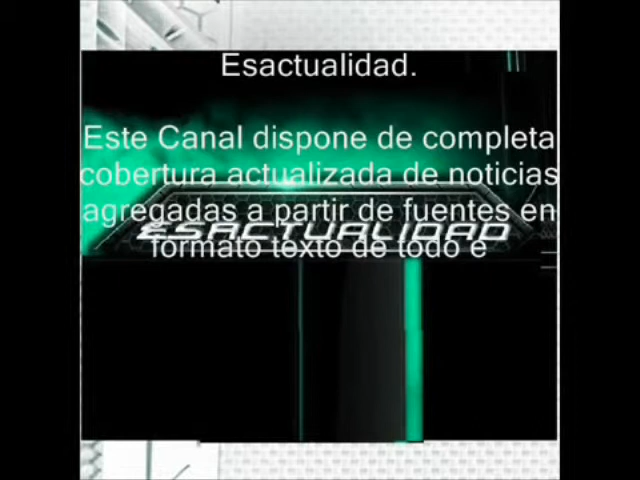 Esactualidad.
Este Canal dispone de completa
cobertura actualizada de noticias
agregadas a partir de fuentes en
ESACTUALIDAD
formato texto de todo e